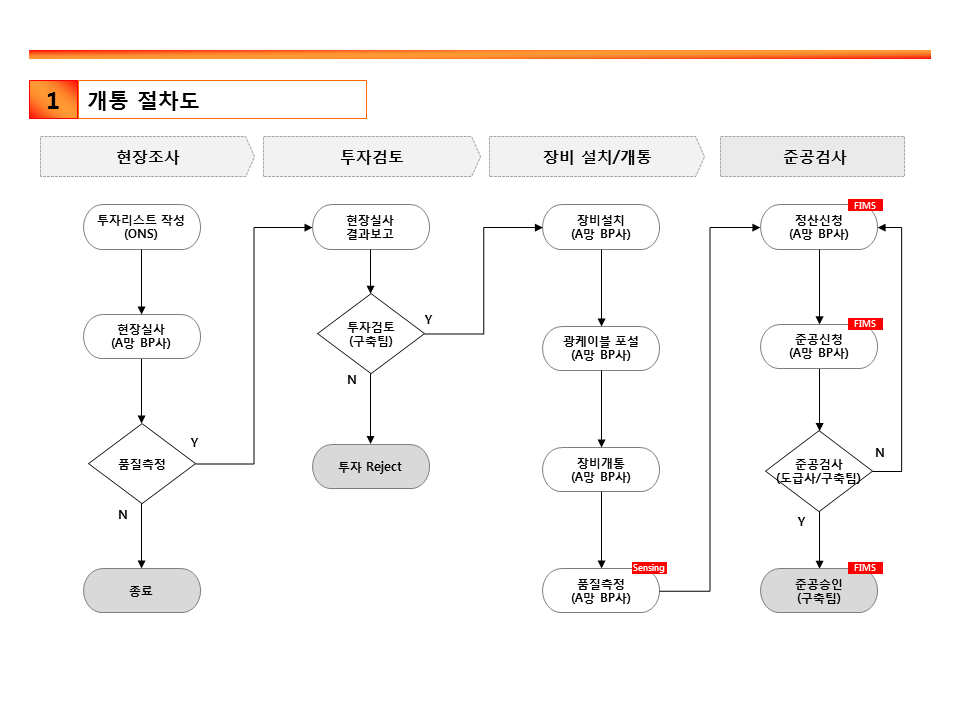 1 개통 절차도
현장조사
투자검토
장비 설치/개통
준공검사
투자리스트 작성
(ONS)
현장실사
(A망 BP사)
품질측정
Y
N
종료
현장실사
결과보고
투자검토
(구축팀)
Y
N
투자 Reject
장비설치
(A망 BP사)
광케이블 포설
(A망 BP사)
장비개통
(A망 BP사)
Sensing
품질측정
(A망 BP사)
FIMS
정산신청
(A망 BP사)
FIMS
준공신청
(A망 BP사)
준공검사
(도급사/구축팀)
N
Y
FIMS
준공승인
(구축팀)